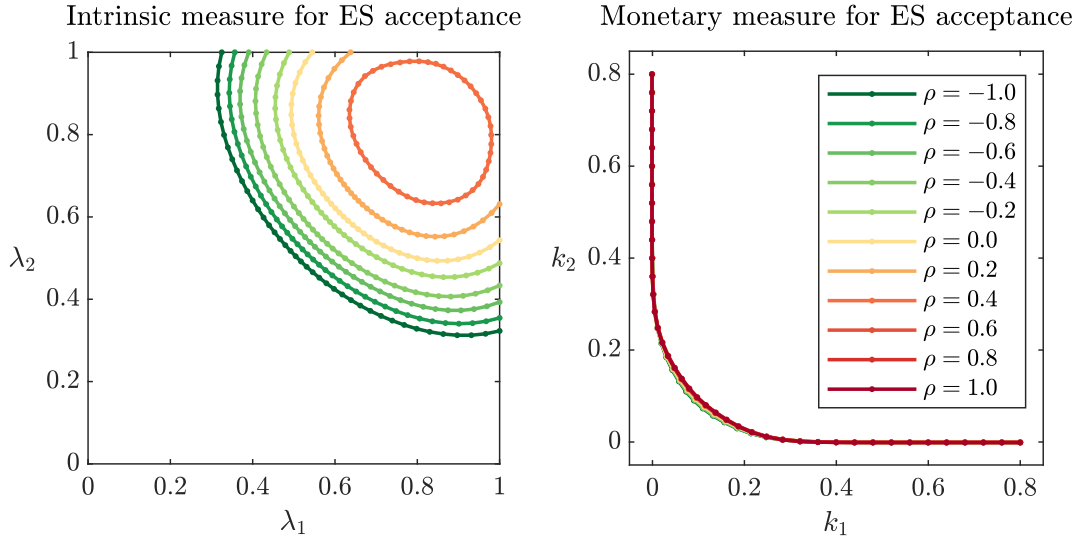 Intrinsic measure for ES acceptance
1
0.8
0.6
λ₂
0.4
0.2
0
0 0.2 0.4 0.6 0.8 1
λ₁
Monetary measure for ES acceptance
0.8
0.6
k₂
0.4
0.2
0
0 0.2 0.4 0.6 0.8
k₁
ρ = −1.0
ρ = −0.8
ρ = −0.6
ρ = −0.4
ρ = −0.2
ρ = 0.0
ρ = 0.2
ρ = 0.4
ρ = 0.6
ρ = 0.8
ρ = 1.0